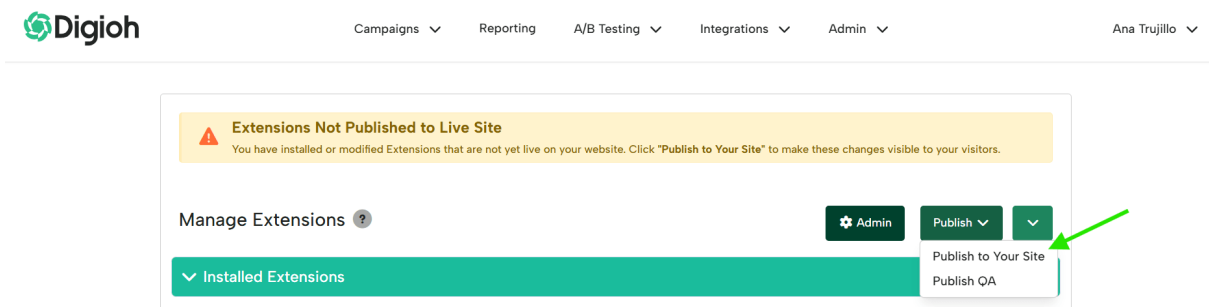 Digioh
Campaigns Reporting A/B Testing Integrations Admin Ana Trujillo
Extensions Not Published to Live Site
You have installed or modified Extensions that are not yet live on your website. Click "Publish to Your Site" to make these changes visible to your visitors.
Manage Extensions ?
Admin Publish
Publish to Your Site
Publish QA
Installed Extensions